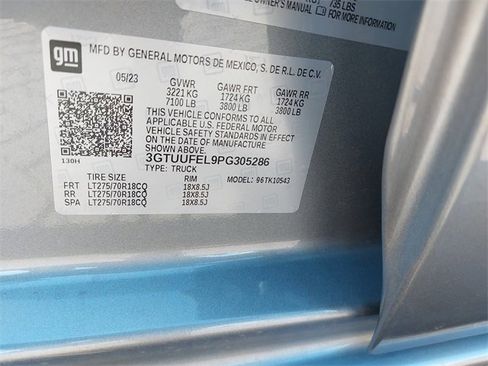 735 LBS
OWNER'S MANUAL FOR MORE INFORMATION
gm
MFD BY GENERAL MOTORS DE MEXICO, S. DE R.L. DE C.V.
05/23 GVWR GAWR FRT GAWR RR
3221 KG 1724 KG 1724 KG
7100 LB 3800 LB 3800 LB
THIS VEHICLE CONFORMS TO ALL
APPLICABLE U.S. FEDERAL MOTOR
VEHICLE SAFETY STANDARDS IN EFFECT
ON THE DATE OF MANUFACTURE
SHOWN ABOVE.
130H
3GTUUFEL9PG305286
TYPE: TRUCK
TIRE SIZE RIM MODEL: 96TK10543
FRT LT275/70R18CQ 18X8.5J
RR LT275/70R18CQ 18X8.5J
SPA LT275/70R18CQ 18X8.5J